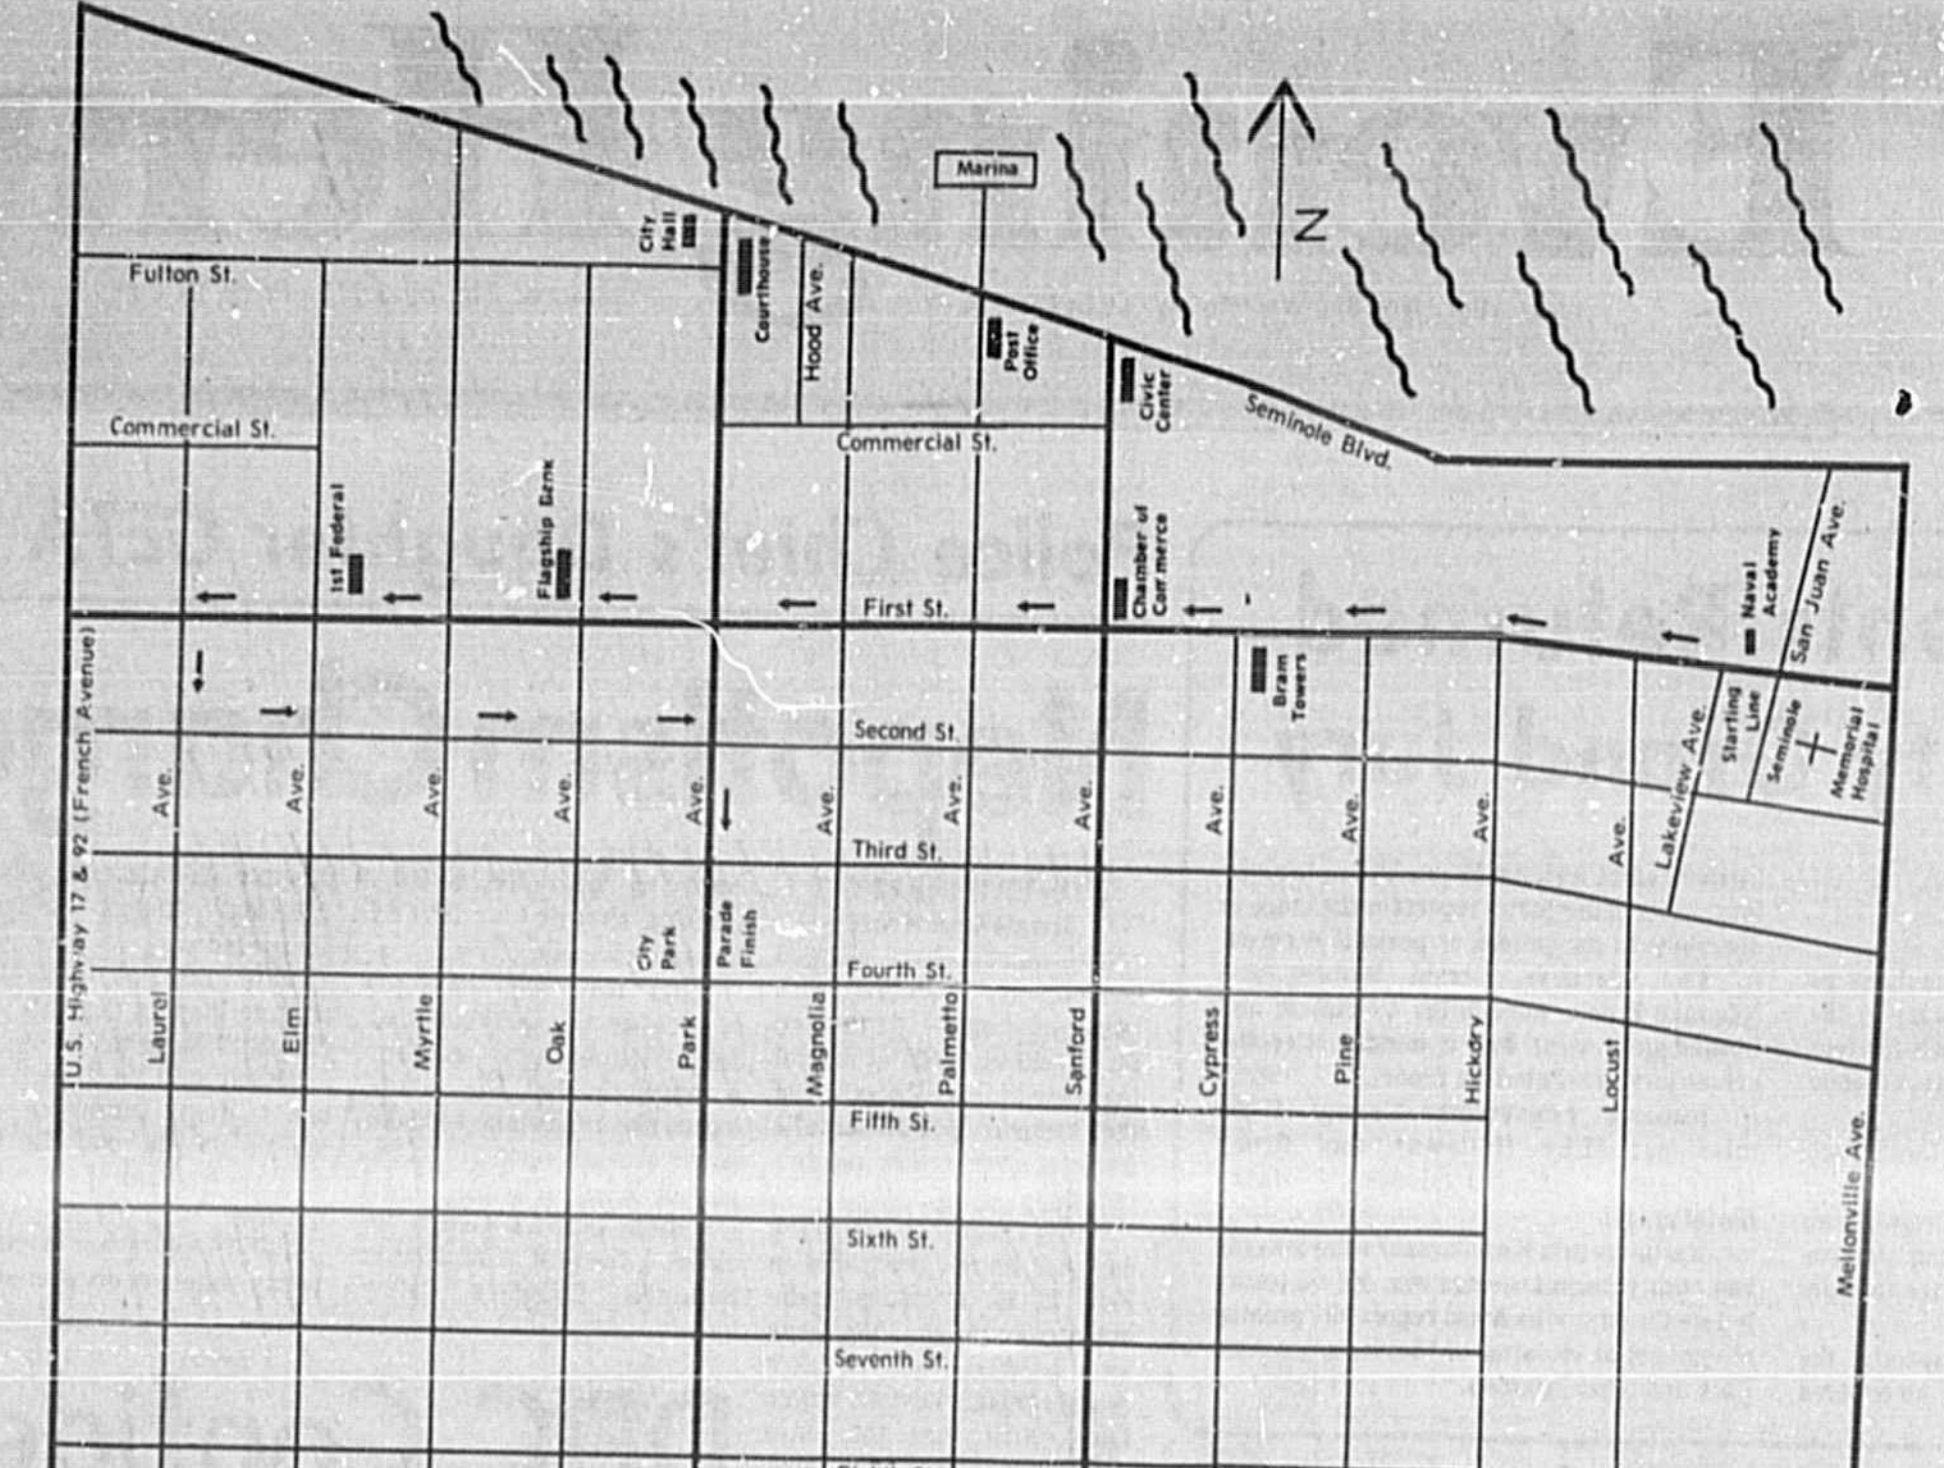 Marina
N
City
Hall
Courthouse
Hood Ave.
Post
Office
Civic
Center
Fulton St.
Commercial St.
Commercial St.
Seminole Blvd.
1st Federal
Flagship Bank
Chamber of
Commerce
Naval
Academy
San Juan Ave.
First St.
Bram
Towers
Starting
Line
Seminole
Memorial
Hospital
Lakeview Ave.
U.S. Highway 17 & 92 (French Avenue)
Second St.
Ave.
Ave.
Ave.
Ave.
Ave.
Ave.
Ave.
Ave.
Ave.
Ave.
Ave.
Ave.
Third St.
City
Park
Parade
Finish
Fourth St.
Laurel
Elm
Myrtle
Oak
Park
Magnolia
Palmetto
Sanford
Cypress
Pine
Hickory
Locust
Mellonville Ave.
Fifth St.
Sixth St.
Seventh St.